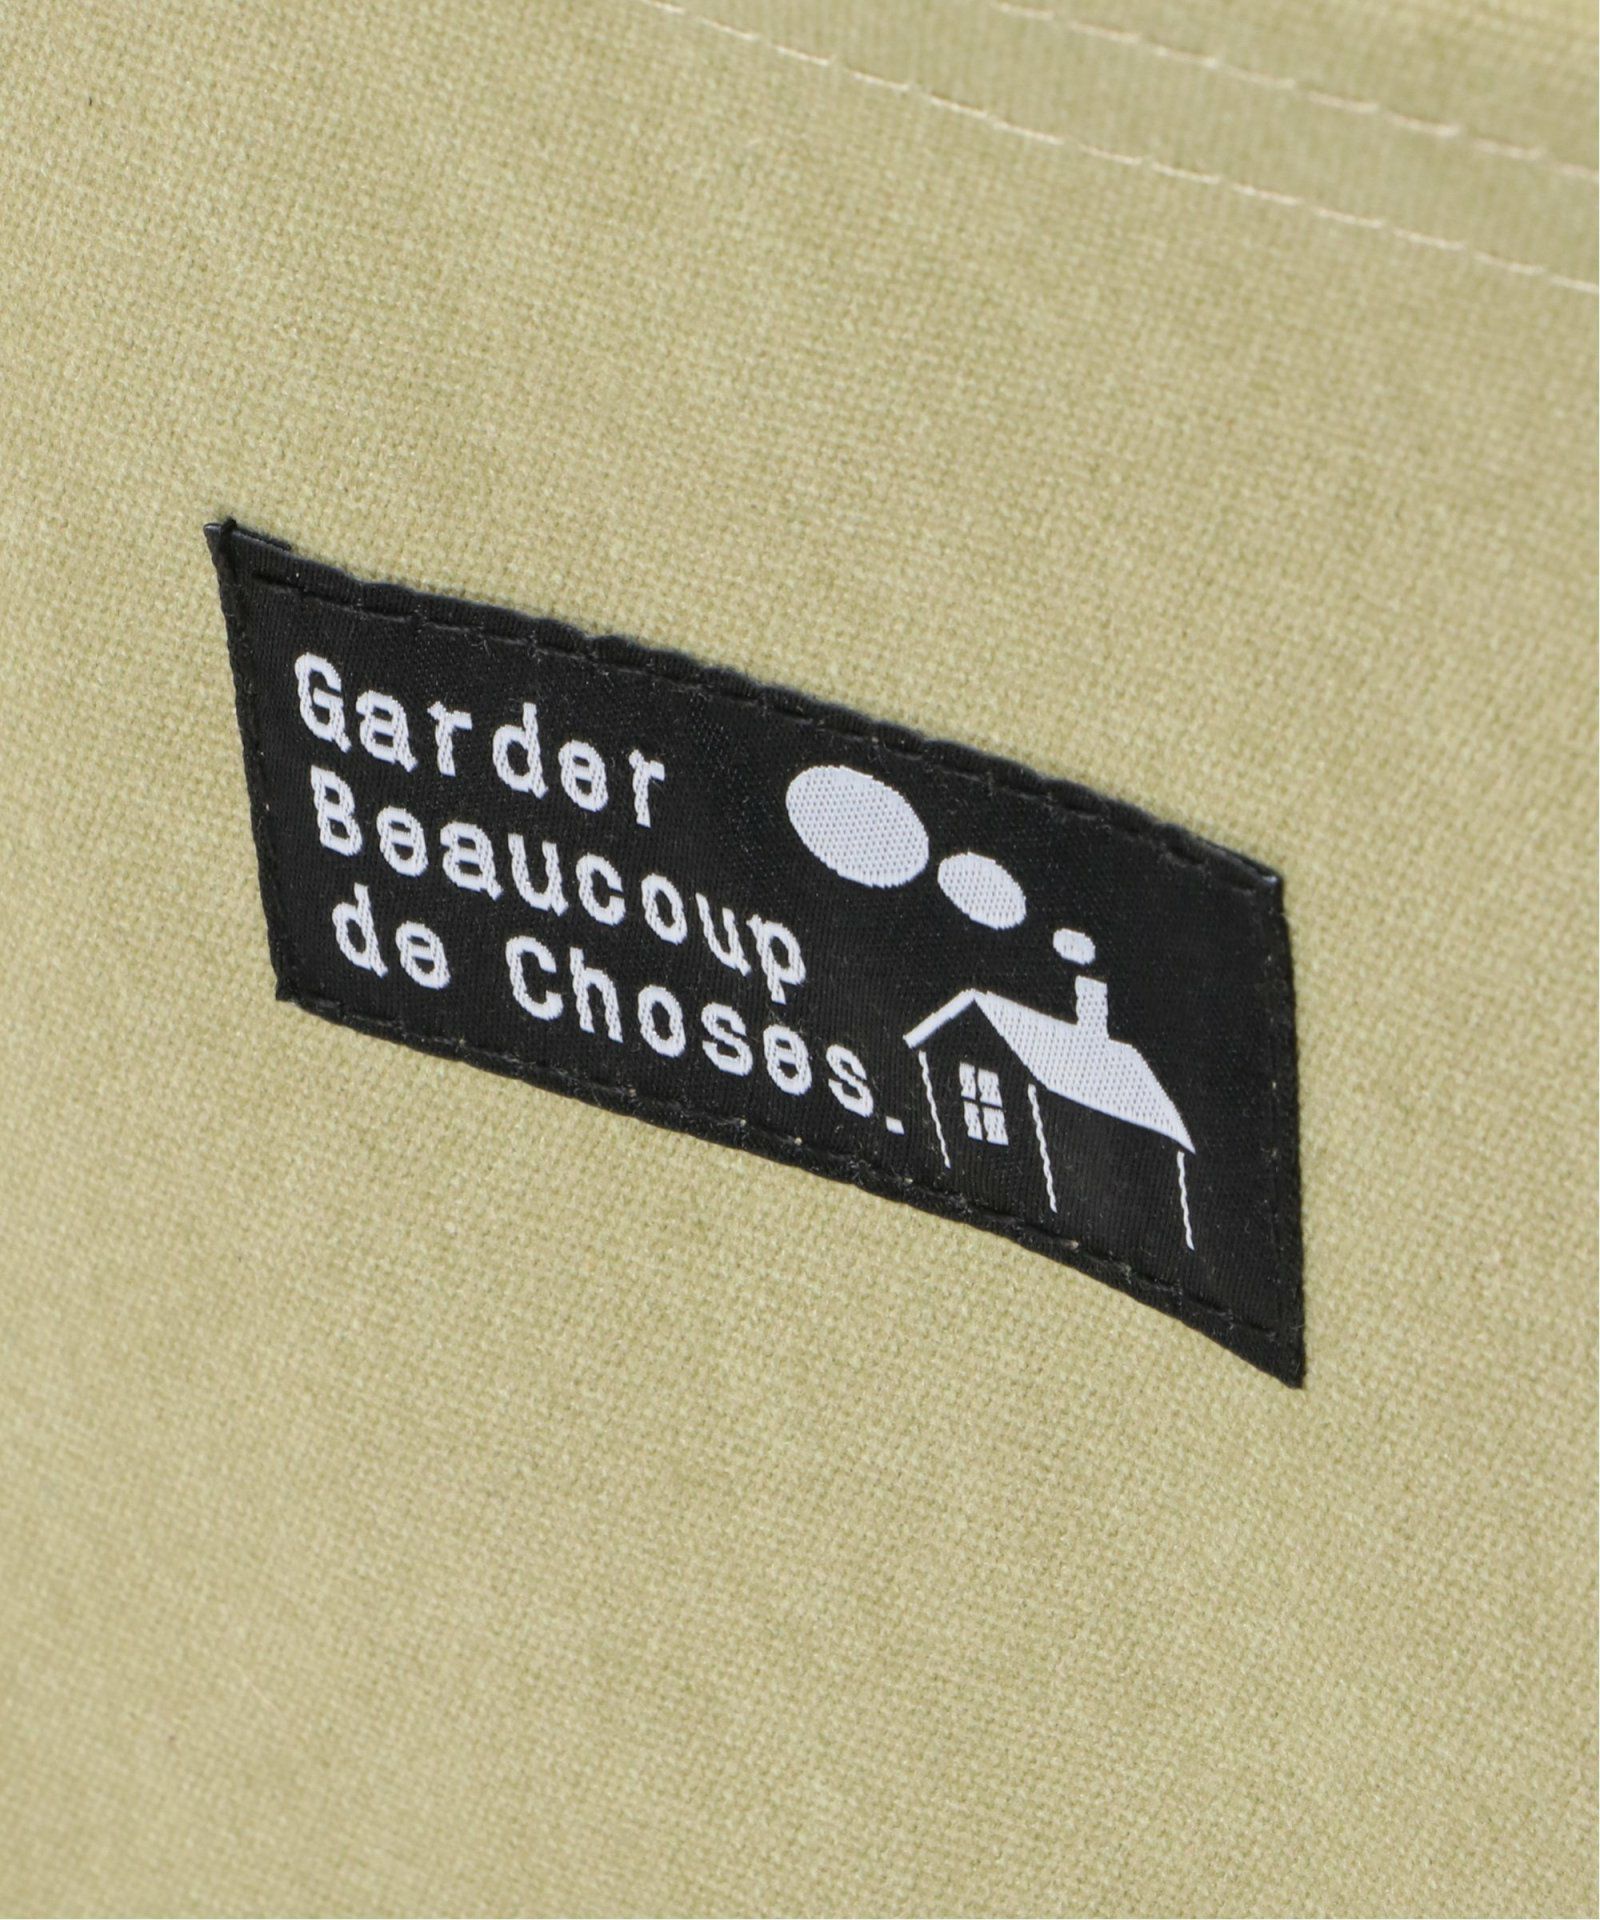 Garder
Beaucoup
de Choses.